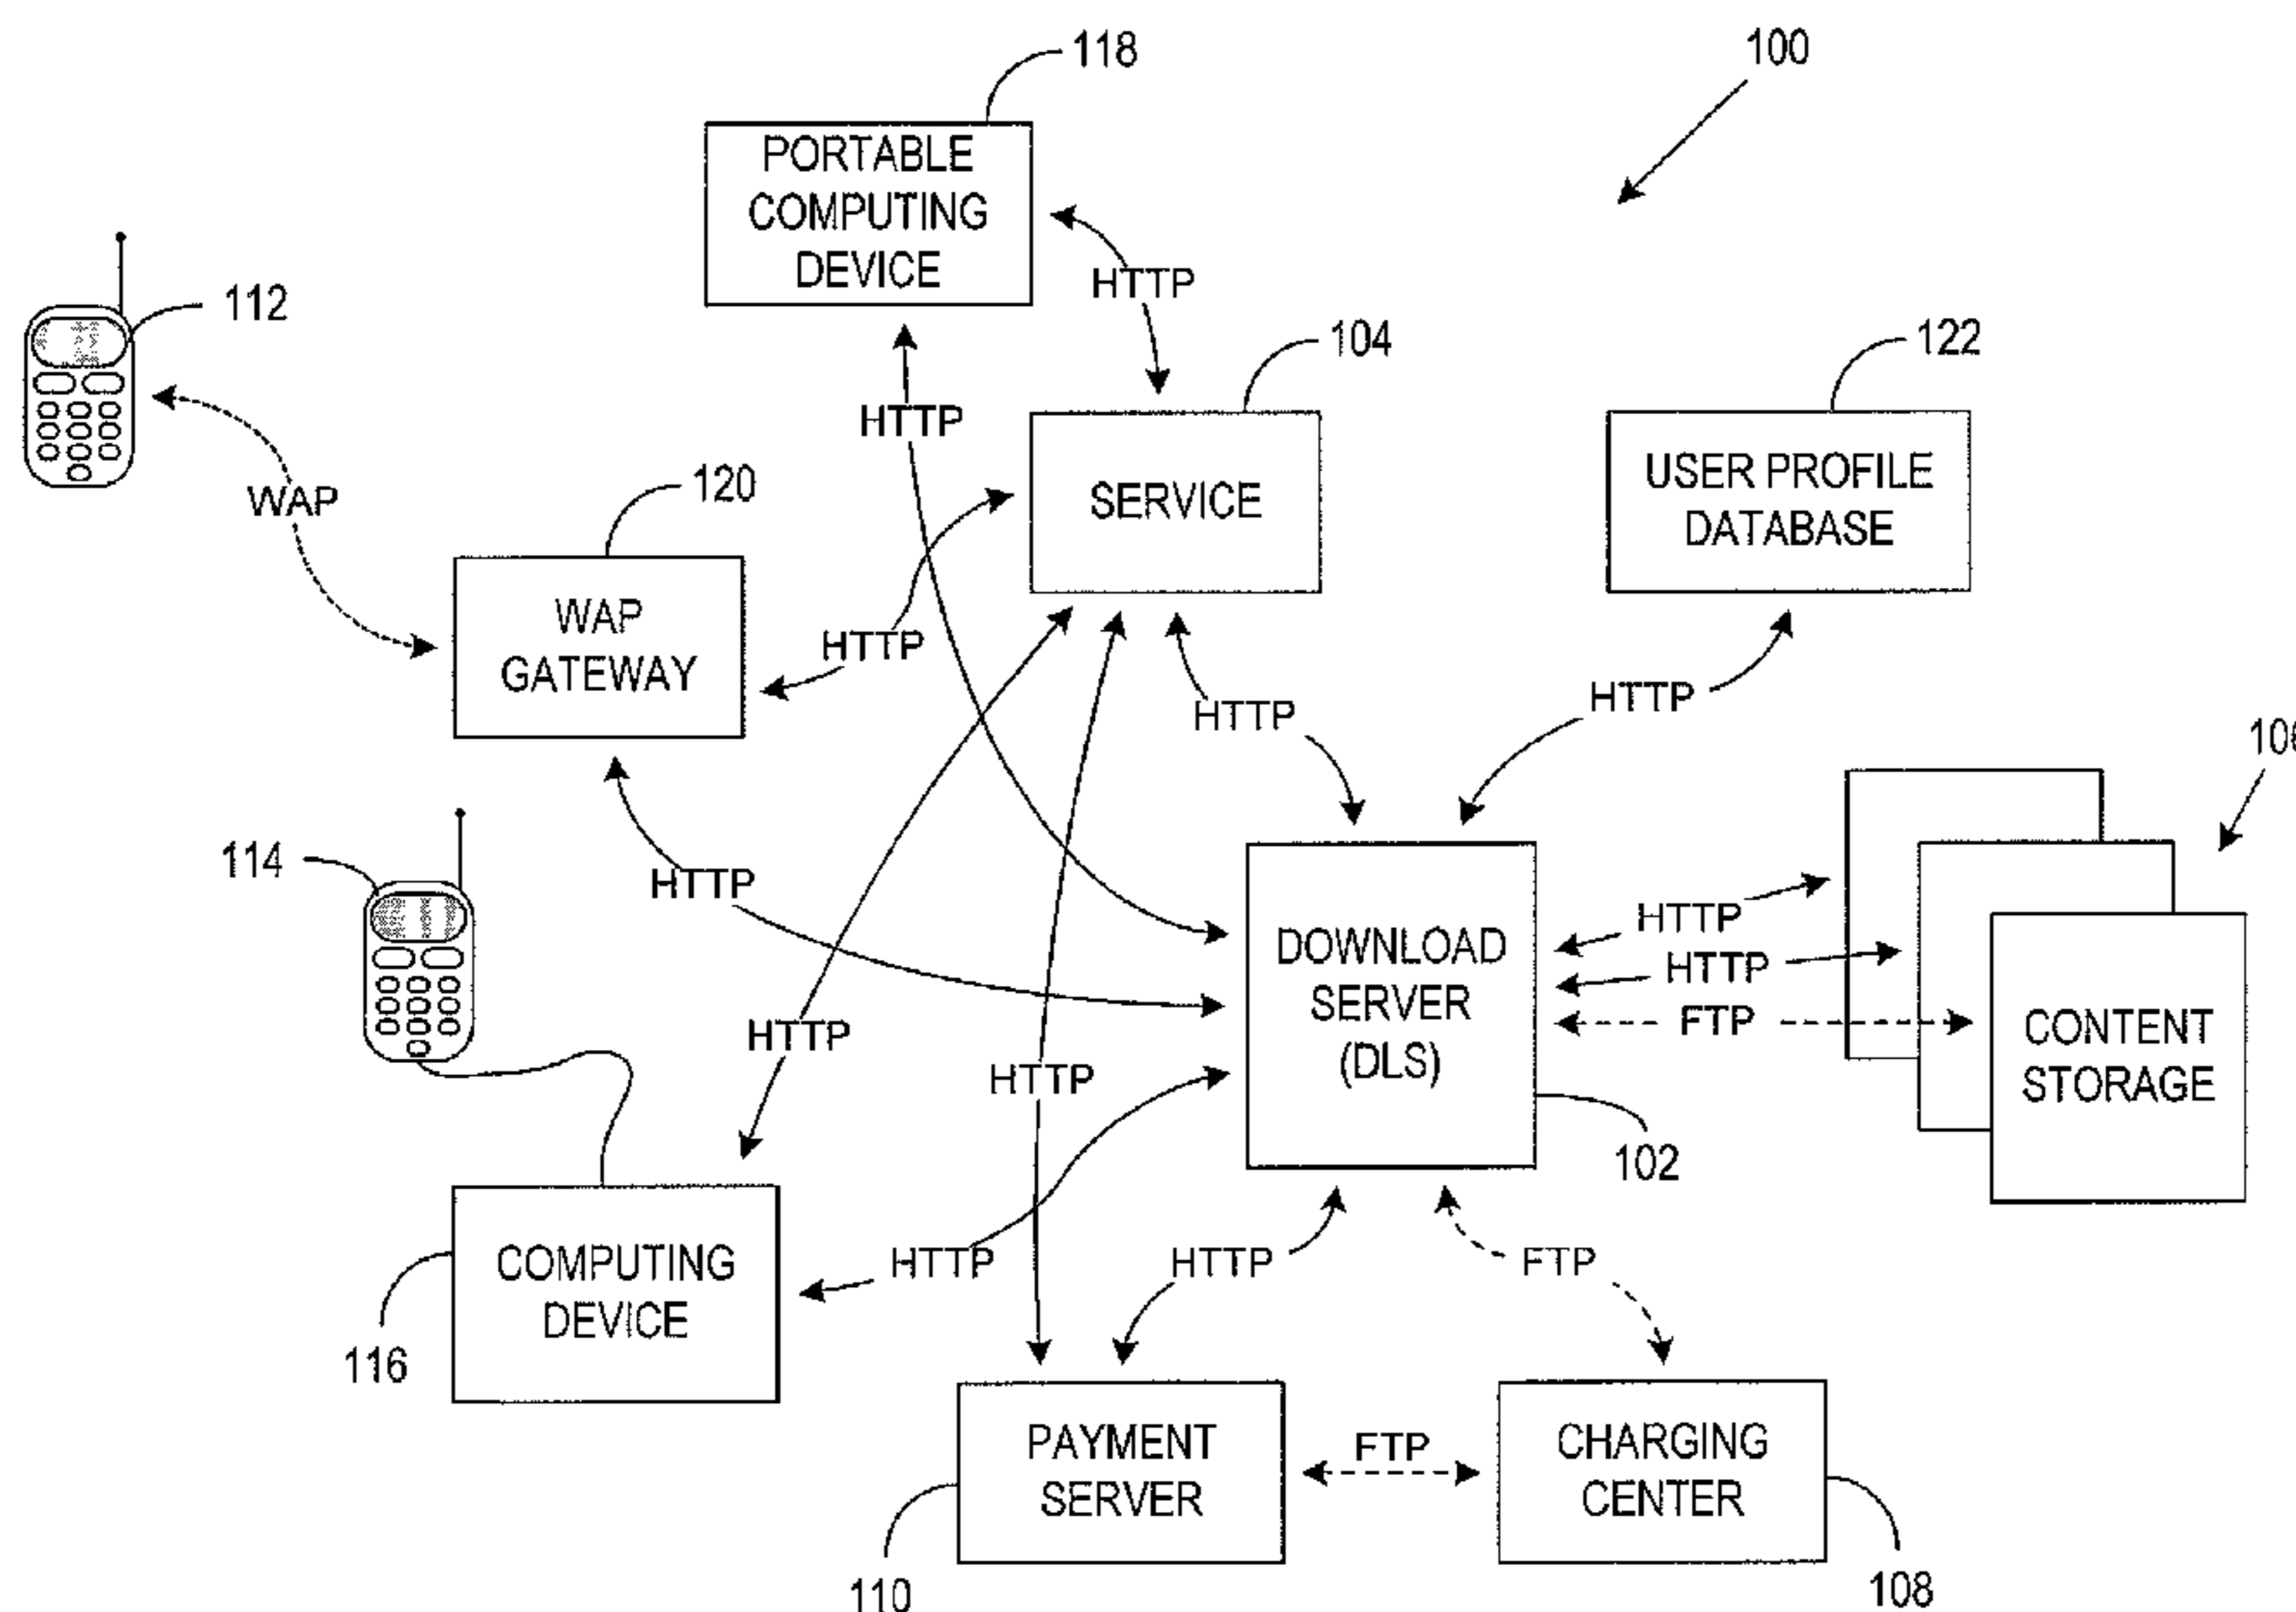 118
100
PORTABLE
COMPUTING
DEVICE
HTTP
112
104
122
HTTP
WAP
120
SERVICE
USER PROFILE
DATABASE
WAP
GATEWAY
HTTP
HTTP
HTTP
114
HTTP
HTTP
HTTP
FTP
DOWNLOAD
SERVER
(DLS)
CONTENT
STORAGE
HTTP
HTTP
102
COMPUTING
DEVICE
HTTP
HTTP
FTP
116
PAYMENT
SERVER
FTP
CHARGING
CENTER
110
108